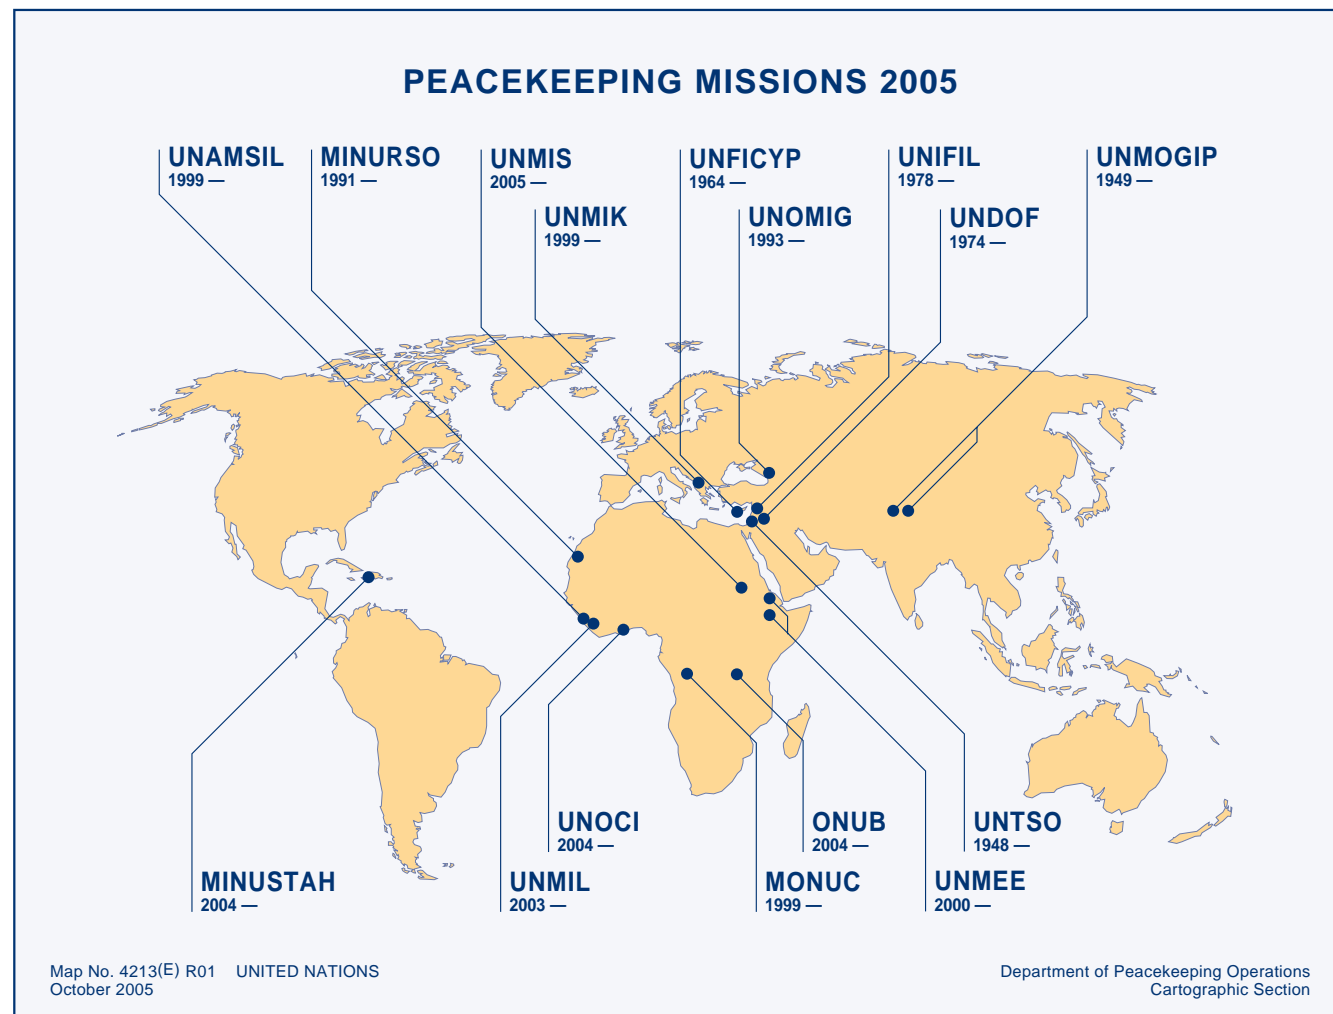 PEACEKEEPING MISSIONS 2005
UNAMSIL
1999 —
MINURSO
1991 —
UNMIS
2005 —
UNFICYP
1964 —
UNIFIL
1978 —
UNMOGIP
1949 —
UNMIK
1999 —
UNOMIG
1993 —
UNDOF
1974 —
UNOCI
2004 —
ONUB
2004 —
UNTSO
1948 —
MINUSTAH
2004 —
UNMIL
2003 —
MONUC
1999 —
UNMEE
2000 —
Map No. 4213(E) R01 UNITED NATIONS
October 2005
Department of Peacekeeping Operations
Cartographic Section